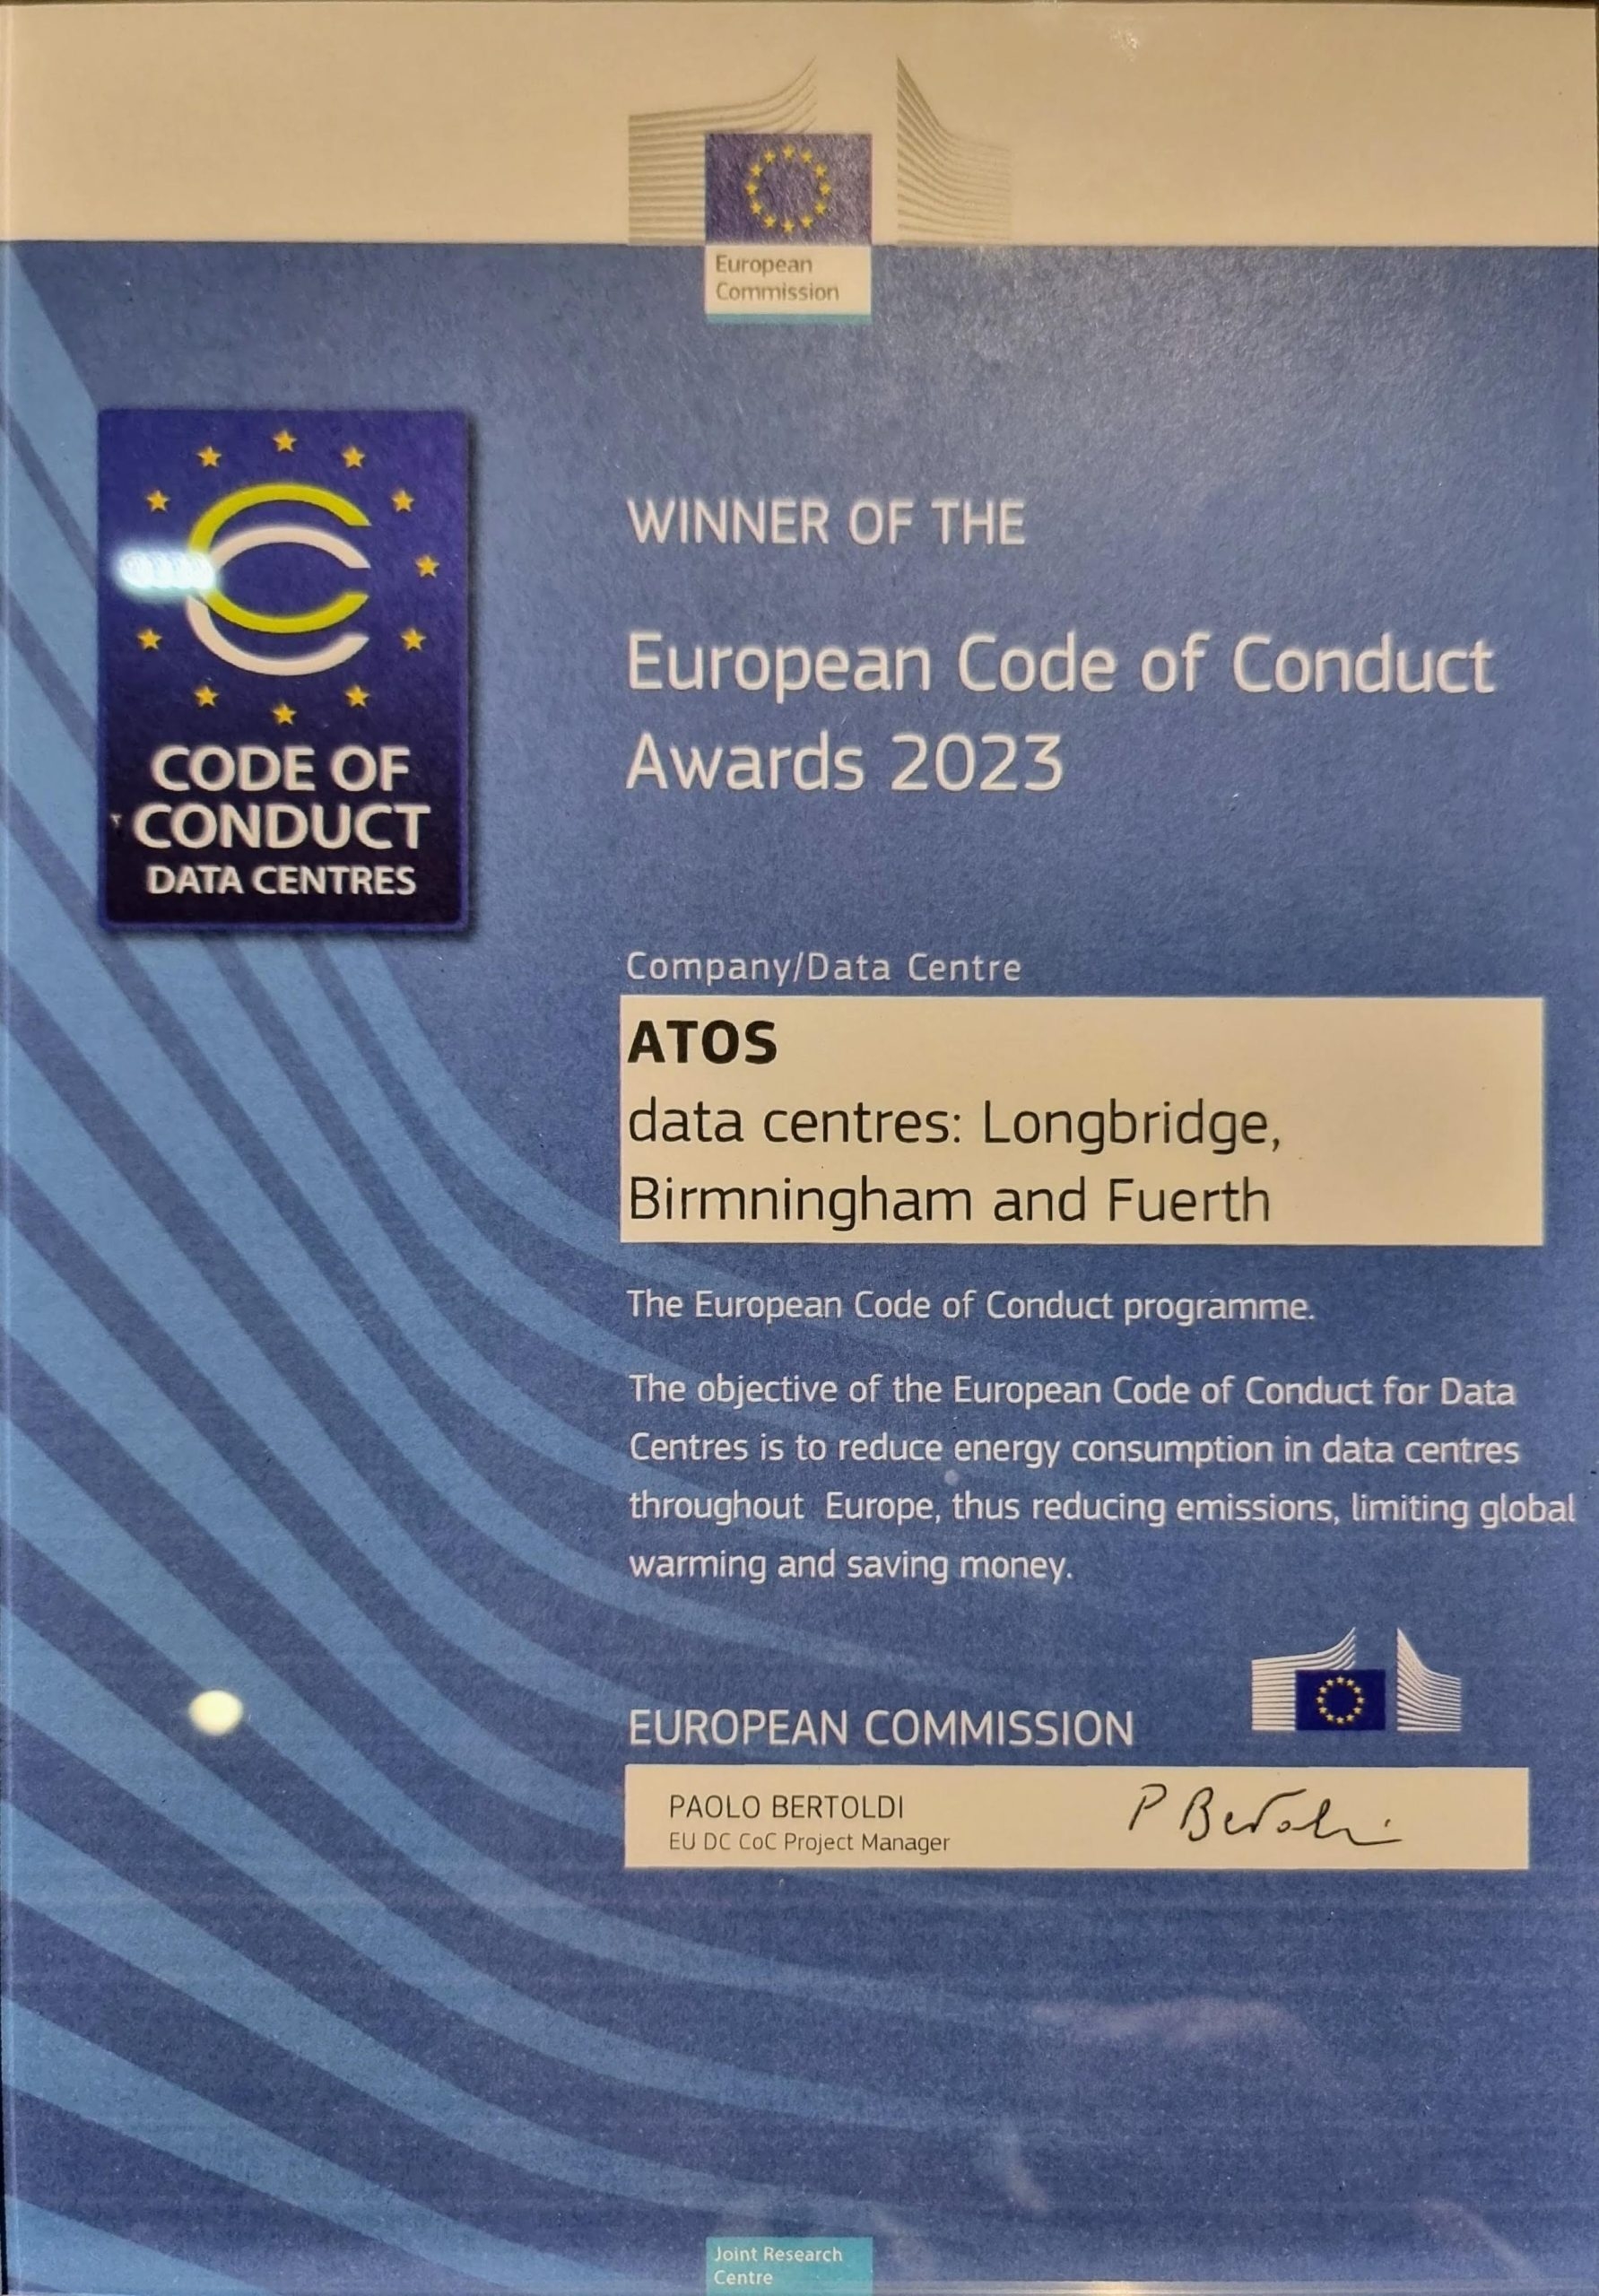 European
Commission
CODE OF
CONDUCT
DATA CENTRES
WINNER OF THE
European Code of Conduct
Awards 2023
Company/Data Centre
ATOS
data centres: Longbridge,
Birmningham and Fuerth
The European Code of Conduct programme.
The objective of the European Code of Conduct for Data
Centres is to reduce energy consumption in data centres
throughout Europe, thus reducing emissions, limiting global
warming and saving money.
EUROPEAN COMMISSION
PAOLO BERTOLDI
EU DC CoC Project Manager
P Bertoldi
Joint Research
Centre